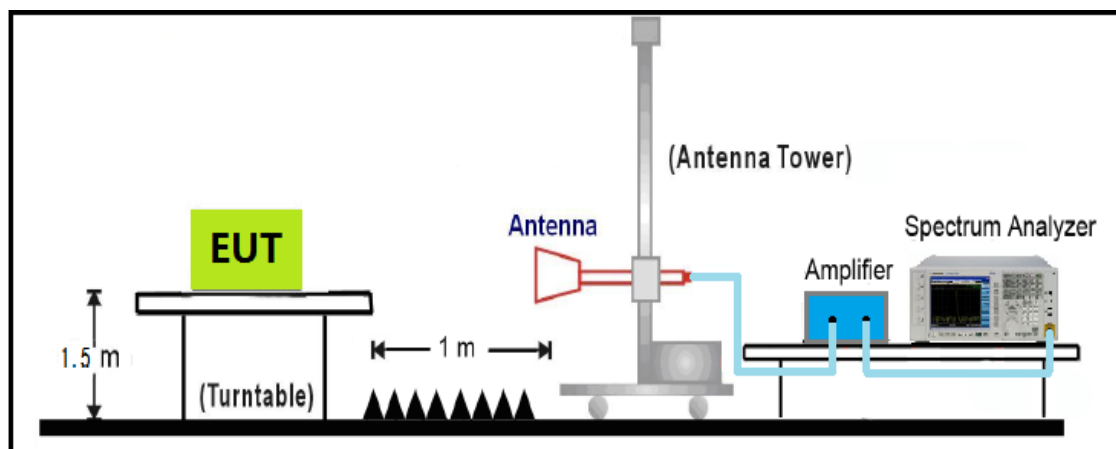 (Antenna Tower)
Antenna
Spectrum Analyzer
Amplifier
EUT
1.5 m
1 m
(Turntable)